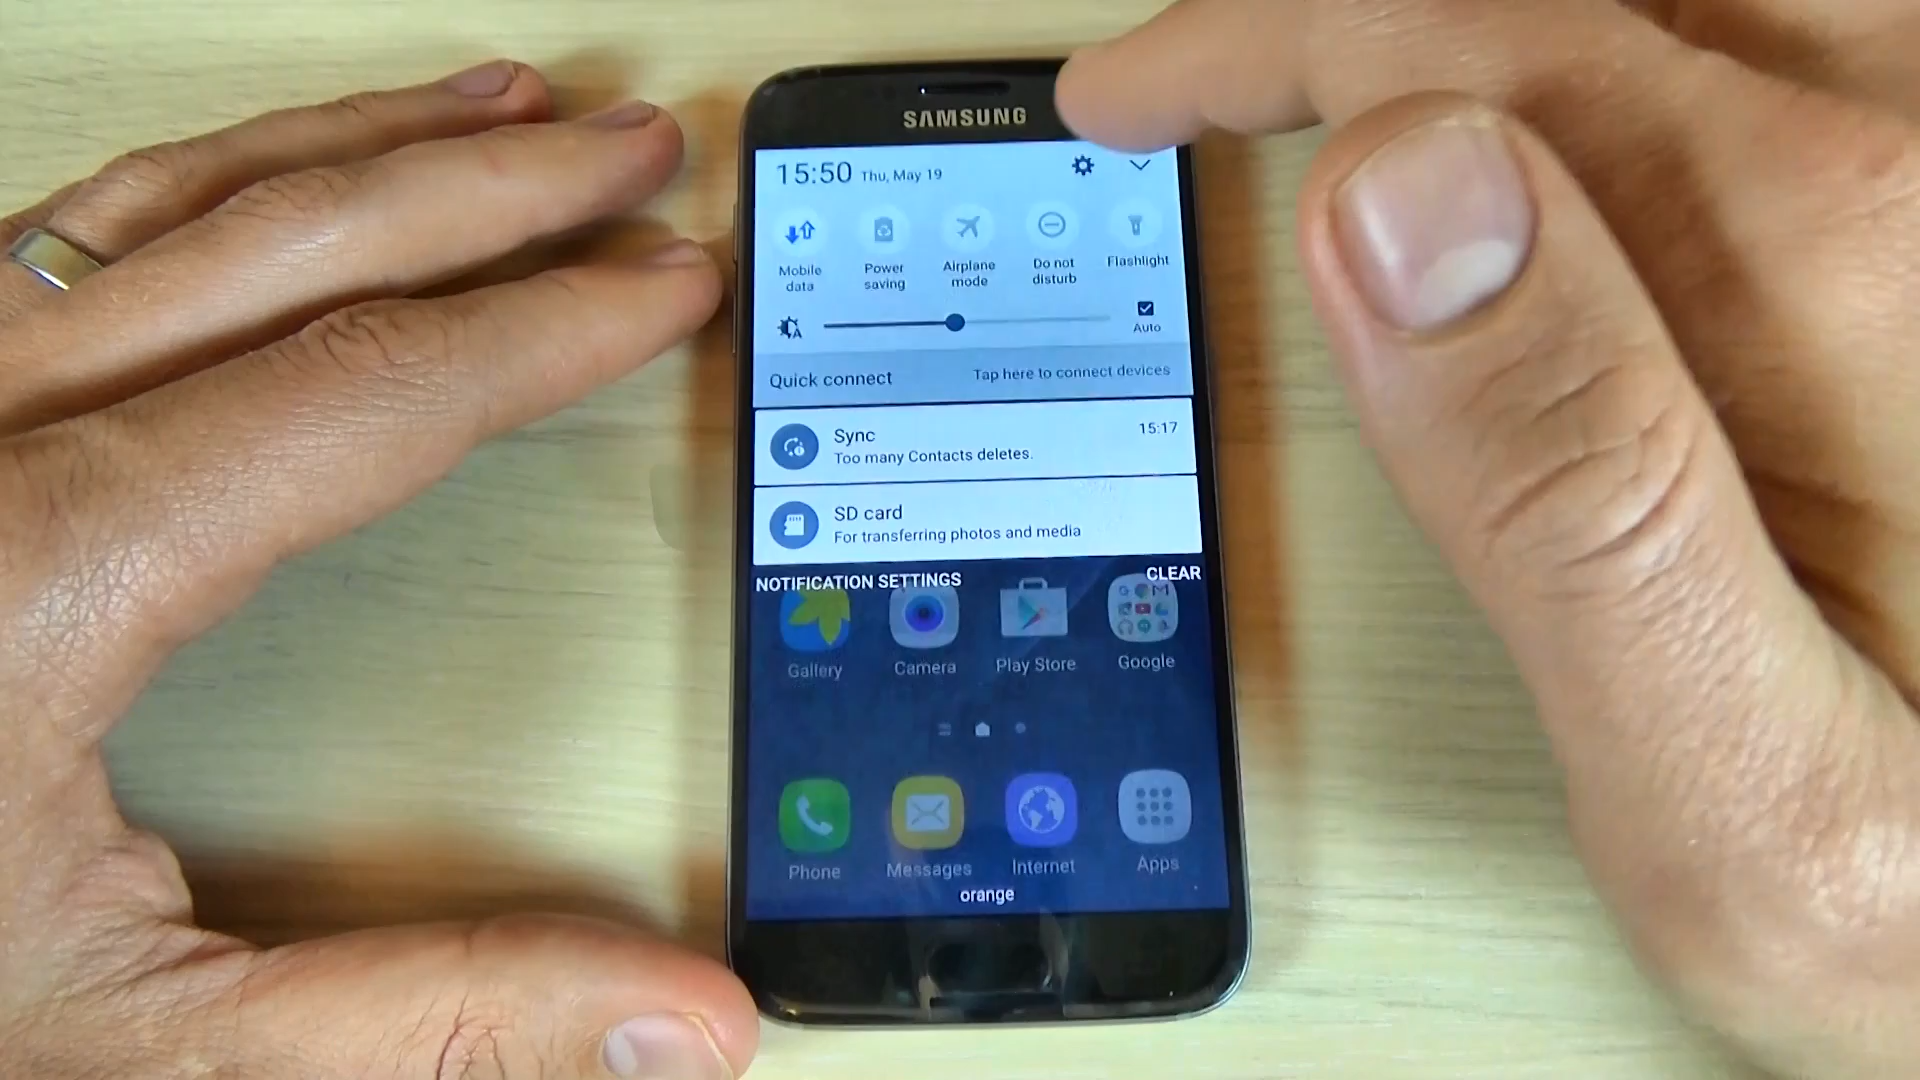 SAMSUNG
15:50 Thu, May 19
Mobile data
Power saving
Airplane mode
Do not disturb
Flashlight
A
Auto
Quick connect
Tap here to connect devices
Sync
15:17
Too many Contacts deletes.
SD card
For transferring photos and media
NOTIFICATION SETTINGS
CLEAR
Gallery
Camera
Play Store
Google
Phone
Messages
Internet
Apps
orange